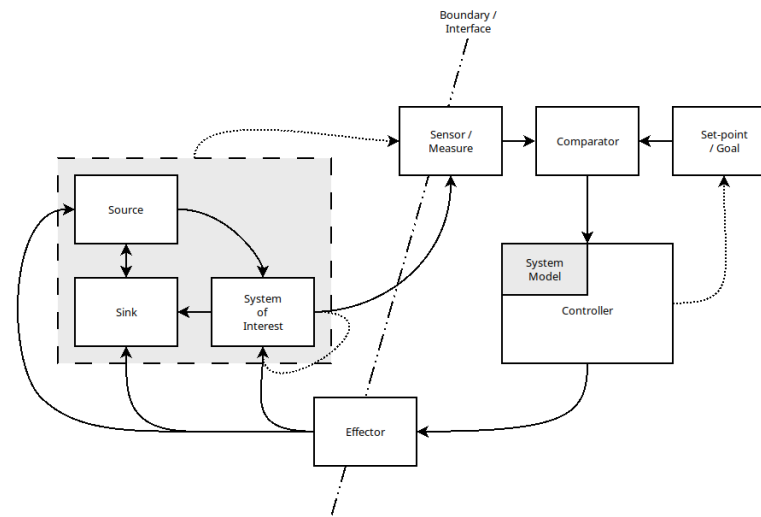 Boundary /
Interface
Sensor /
Measure
Comparator
Set-point
/ Goal
Source
System
Model
Sink
System
of
Interest
Controller
Effector